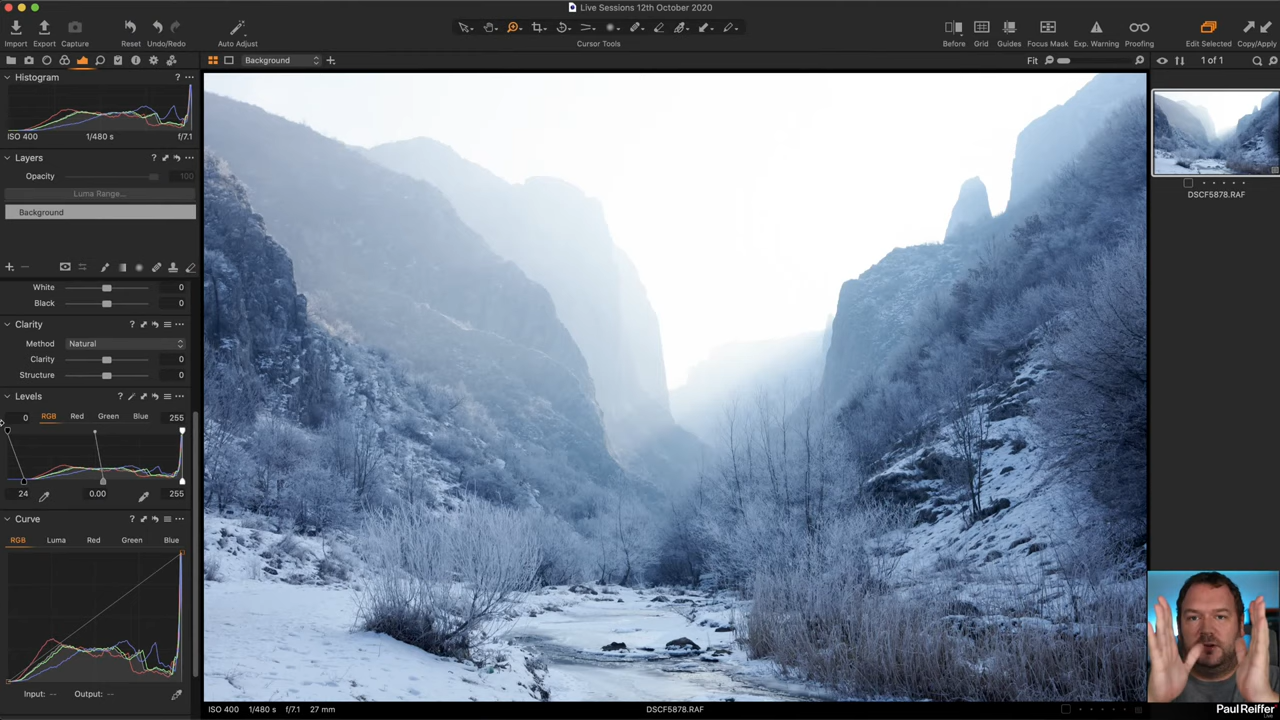 Live Sessions 12th October 2020
Import Export Capture Reset Undo/Redo Auto Adjust Cursor Tools Before Grid Guides Focus Mask Exp. Warning Proofing Edit Selected Copy/Apply
Background
Fit
1 of 1
Histogram ?
ISO 400 1/480 s f/7.1
Layers ?
Opacity 100
Luma Range...
Background
White 0
Black 0
Clarity ?
Method Natural
Clarity 0
Structure 0
Levels ?
0 RGB Red Green Blue 255
24 0.00 255
Curve ?
RGB Luma Red Green Blue
Input: -- Output: --
ISO 400 1/480 s f/7.1 27 mm
DSCF5878.RAF
DSCF5878.RAF
Paul Reiffer
Live